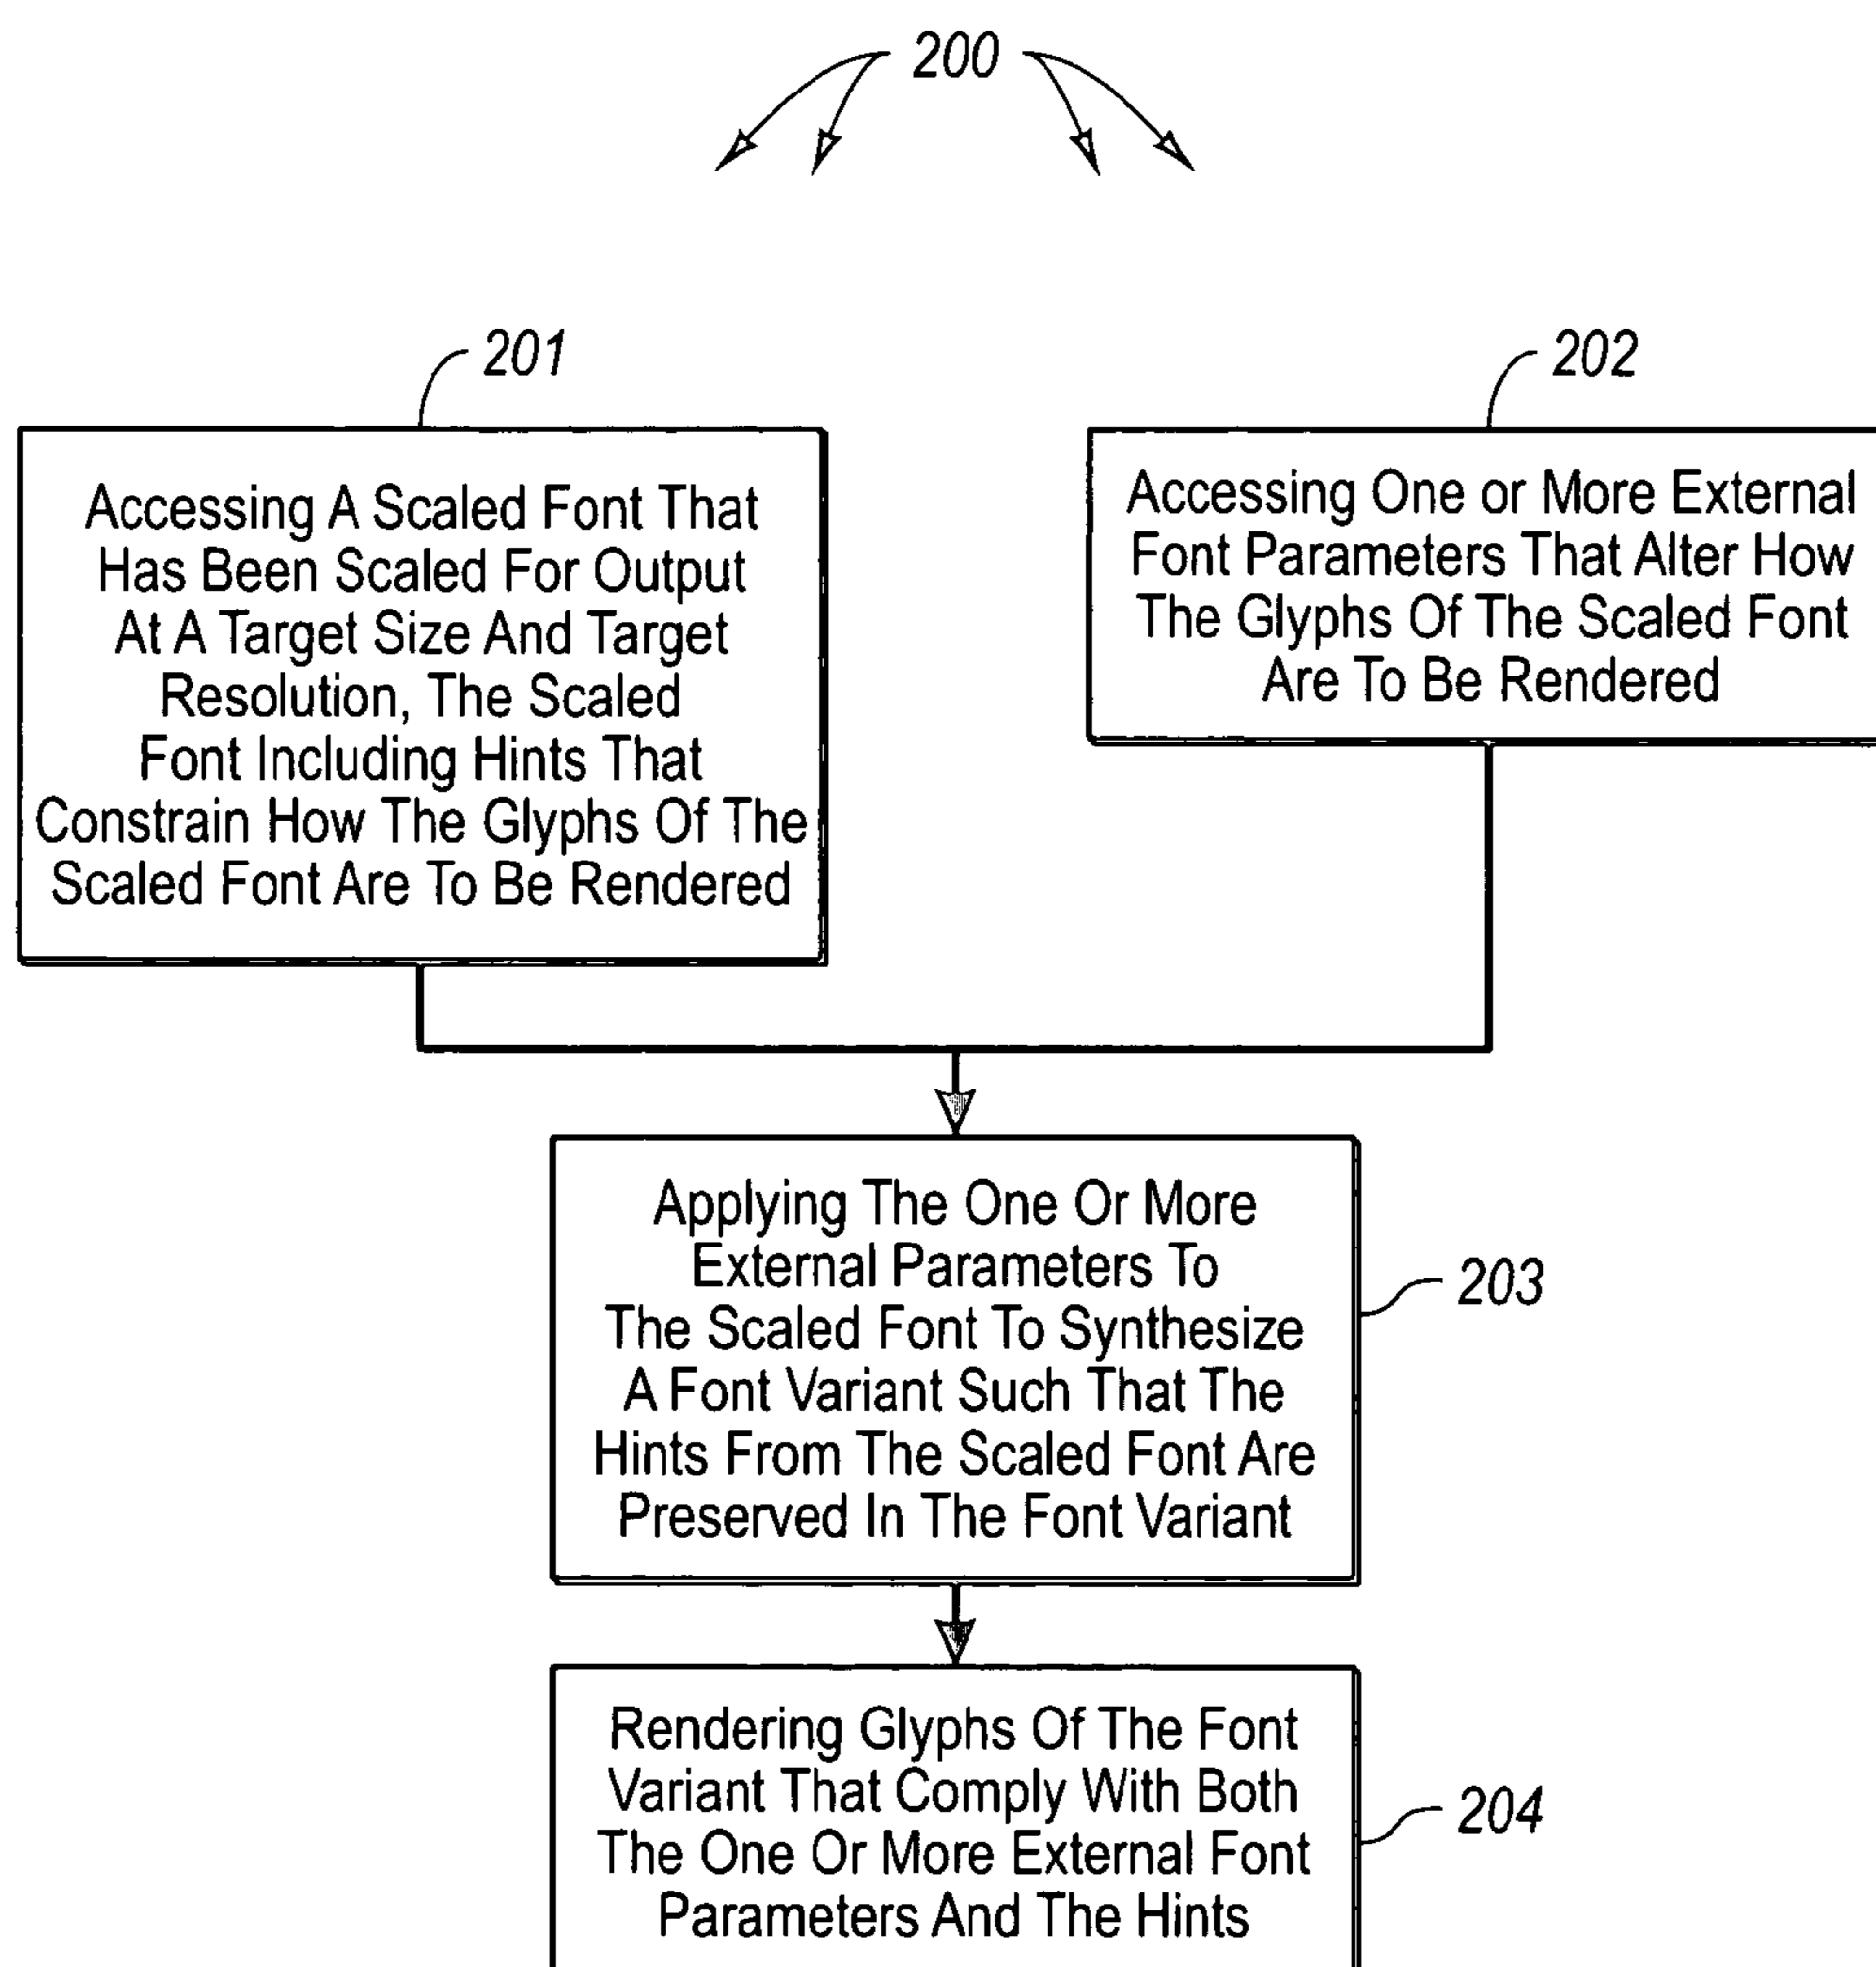 200
201
Accessing A Scaled Font That
Has Been Scaled For Output
At A Target Size And Target
Resolution, The Scaled
Font Including Hints That
Constrain How The Glyphs Of The
Scaled Font Are To Be Rendered
202
Accessing One or More External
Font Parameters That Alter How
The Glyphs Of The Scaled Font
Are To Be Rendered
Applying The One Or More
External Parameters To
The Scaled Font To Synthesize
A Font Variant Such That The
Hints From The Scaled Font Are
Preserved In The Font Variant
203
Rendering Glyphs Of The Font
Variant That Comply With Both
The One Or More External Font
Parameters And The Hints
204